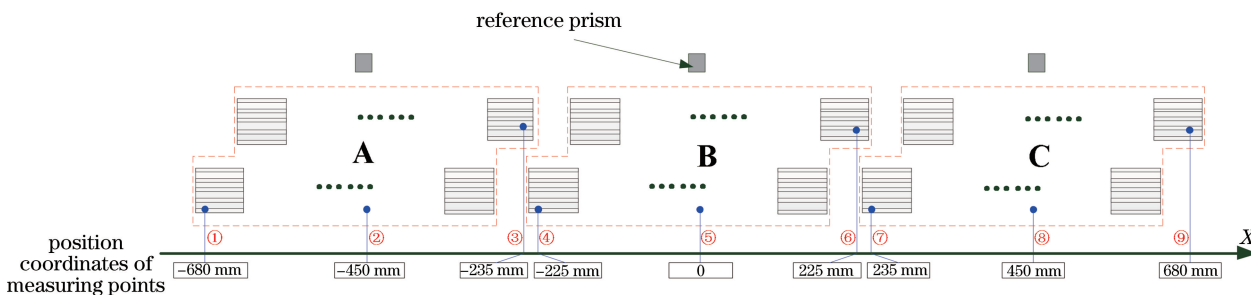 reference prism
A
B
C
① ② ③ ④ ⑤ ⑥ ⑦ ⑧ ⑨
X
position
coordinates of
measuring points
−680 mm −450 mm −235 mm −225 mm 0 225 mm 235 mm 450 mm 680 mm